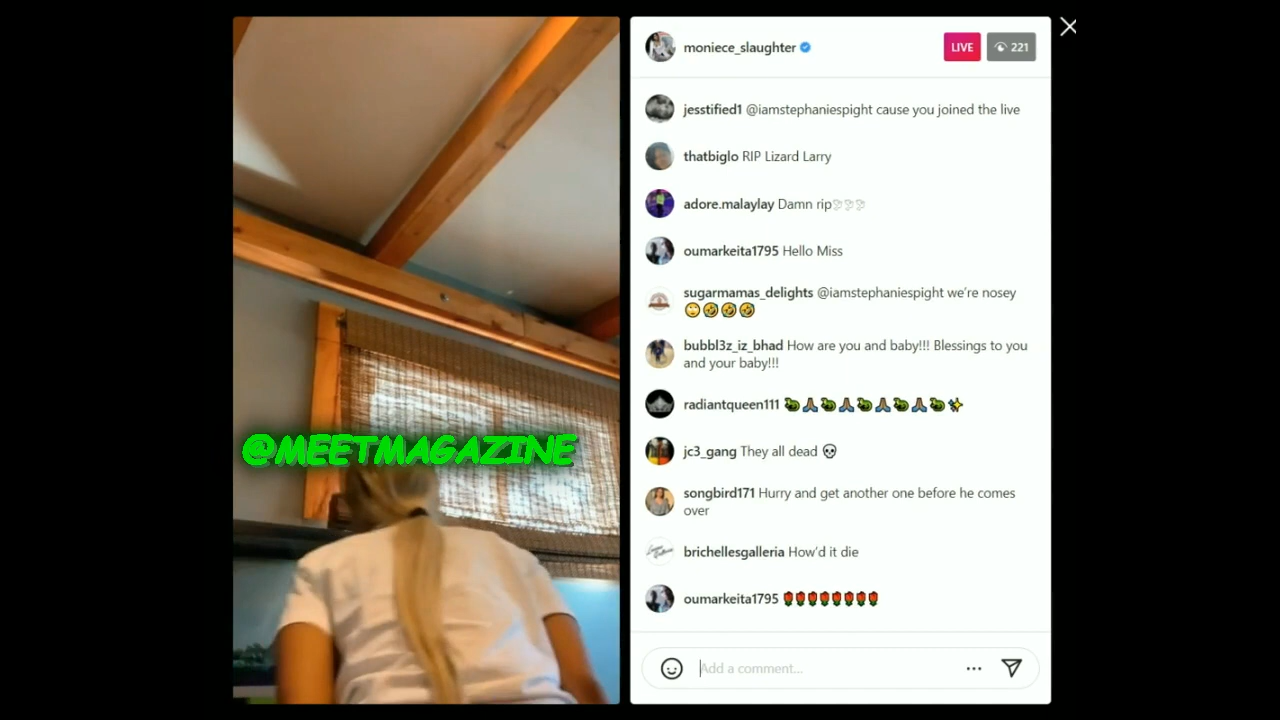 moniece_slaughter
LIVE
221
jesstified1 @iamstephaniespight cause you joined the live
thatbiglo RIP Lizard Larry
adore.malaylay Damn rip🕊🕊🕊
oumarkeita1795 Hello Miss
sugarmamas_delights @iamstephaniespight we're nosey
🙄🤣🤣🤣
bubbl3z_iz_bhad How are you and baby!!! Blessings to you
and your baby!!!
radiantqueen111 🐉🙏🏽🐉🙏🏽🐉🙏🏽🐉🙏🏽🐉✨
@MEETMAGAZINE
jc3_gang They all dead 💀
songbird171 Hurry and get another one before he comes
over
brichellesgalleria How'd it die
oumarkeita1795 🌹🌹🌹🌹🌹🌹🌹🌹
Add a comment...